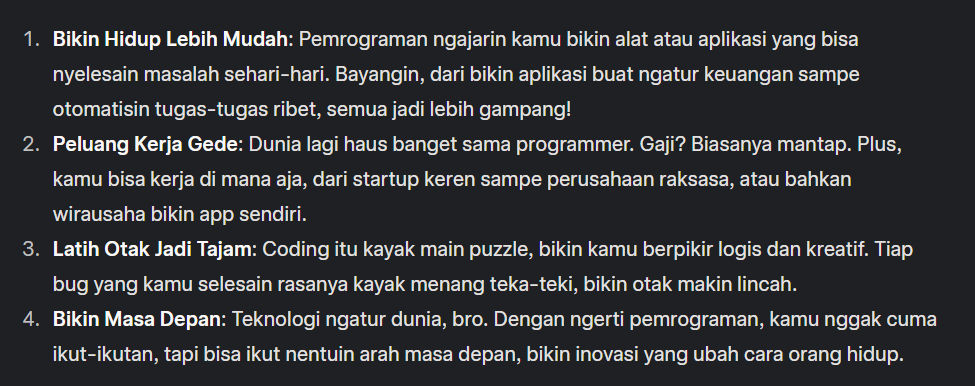 1. Bikin Hidup Lebih Mudah: Pemrograman ngajarin kamu bikin alat atau aplikasi yang bisa
nyelesain masalah sehari-hari. Bayangin, dari bikin aplikasi buat ngatur keuangan sampe
otomatisin tugas-tugas ribet, semua jadi lebih gampang!
2. Peluang Kerja Gede: Dunia lagi haus banget sama programmer. Gaji? Biasanya mantap. Plus,
kamu bisa kerja di mana aja, dari startup keren sampe perusahaan raksasa, atau bahkan
wirausaha bikin app sendiri.
3. Latih Otak Jadi Tajam: Coding itu kayak main puzzle, bikin kamu berpikir logis dan kreatif. Tiap
bug yang kamu selesain rasanya kayak menang teka-teki, bikin otak makin lincah.
4. Bikin Masa Depan: Teknologi ngatur dunia, bro. Dengan ngerti pemrograman, kamu nggak cuma
ikut-ikutan, tapi bisa ikut nentuin arah masa depan, bikin inovasi yang ubah cara orang hidup.